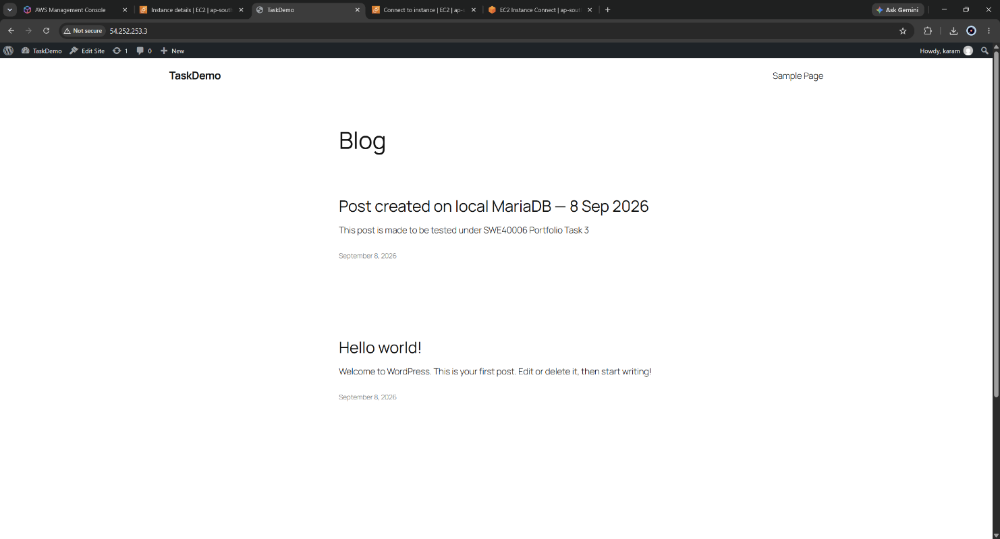 AWS Management Console
Instance details | EC2 | ap-south
TaskDemo
Connect to instance | EC2 | ap-s
EC2 Instance Connect | ap-sout
Ask Gemini
Not secure
54.252.253.3
TaskDemo
Edit Site
1
0
New
Howdy, karam
TaskDemo
Sample Page
Blog
Post created on local MariaDB — 8 Sep 2026
This post is made to be tested under SWE40006 Portfolio Task 3
September 8, 2026
Hello world!
Welcome to WordPress. This is your first post. Edit or delete it, then start writing!
September 8, 2026